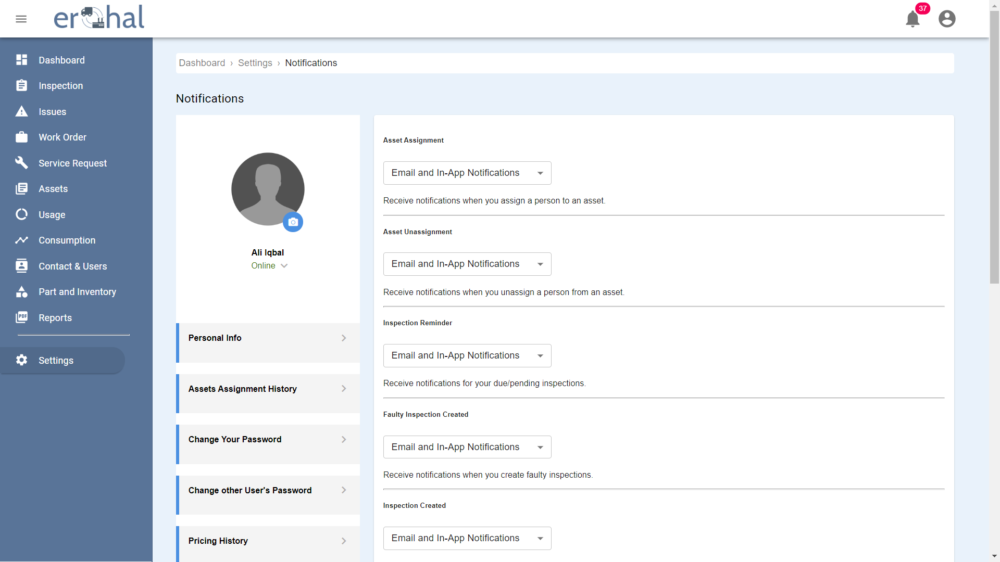 er hal
37
Dashboard
Inspection
Issues
Work Order
Service Request
Assets
Usage
Consumption
Contact & Users
Part and Inventory
PDF
Reports
Settings
Dashboard › Settings › Notifications
Notifications
Ali Iqbal
Online
Personal Info
Assets Assignment History
Change Your Password
Change other User's Password
Pricing History
Asset Assignment
Email and In-App Notifications
Receive notifications when you assign a person to an asset.
Asset Unassignment
Email and In-App Notifications
Receive notifications when you unassign a person from an asset.
Inspection Reminder
Email and In-App Notifications
Receive notifications for your due/pending inspections.
Faulty Inspection Created
Email and In-App Notifications
Receive notifications when you create faulty inspections.
Inspection Created
Email and In-App Notifications